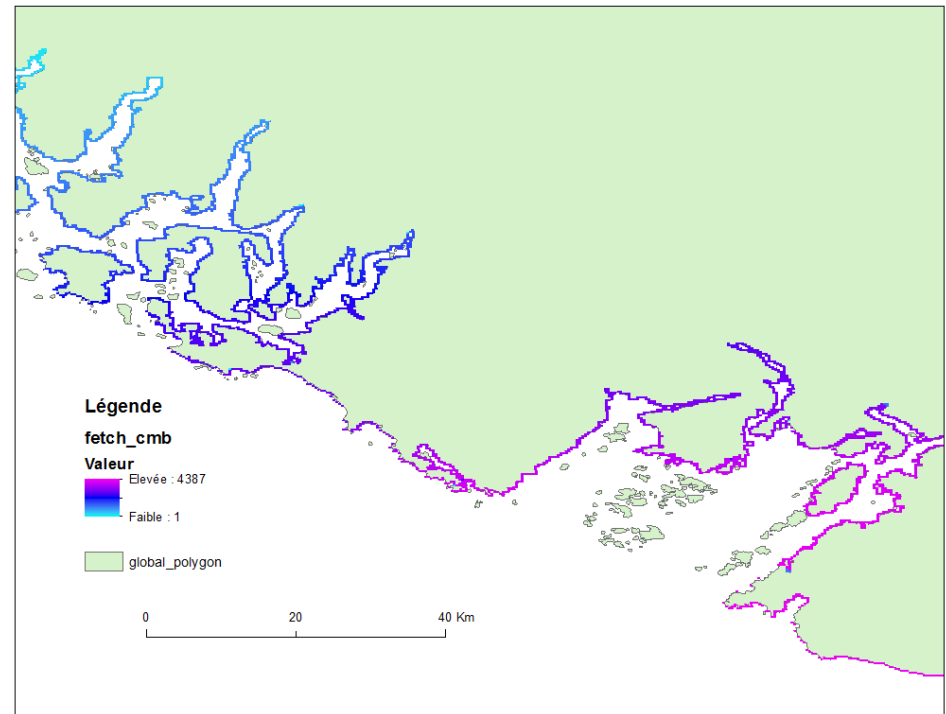 Légende
fetch_cmb
Valeur
Elevée : 4387
Faible : 1
global_polygon
0 20 40 Km